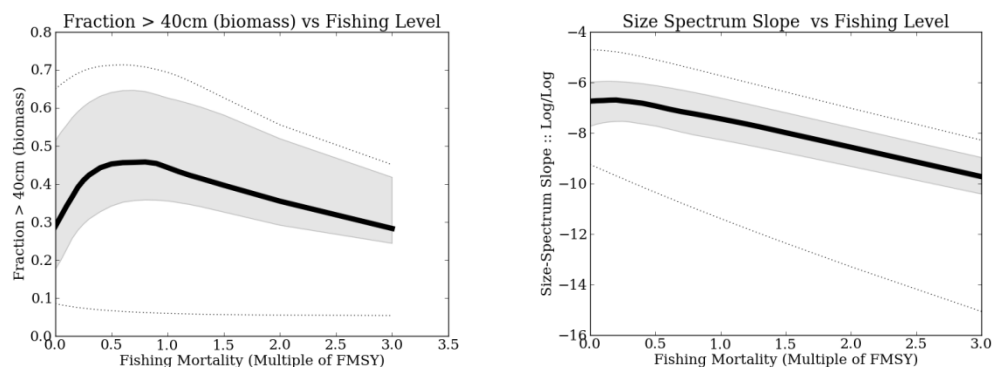 Fraction > 40cm (biomass) vs Fishing Level
0.8
0.7
0.6
0.5
0.4
0.3
0.2
0.1
0.0
Fraction > 40cm (biomass)
0.0 0.5 1.0 1.5 2.0 2.5 3.0 3.5
Fishing Mortality (Multiple of FMSY)
Size Spectrum Slope  vs Fishing Level
−4
−6
−8
−10
−12
−14
−16
Size-Spectrum Slope :: Log/Log
0.0 0.5 1.0 1.5 2.0 2.5 3.0
Fishing Mortality (Multiple of FMSY)